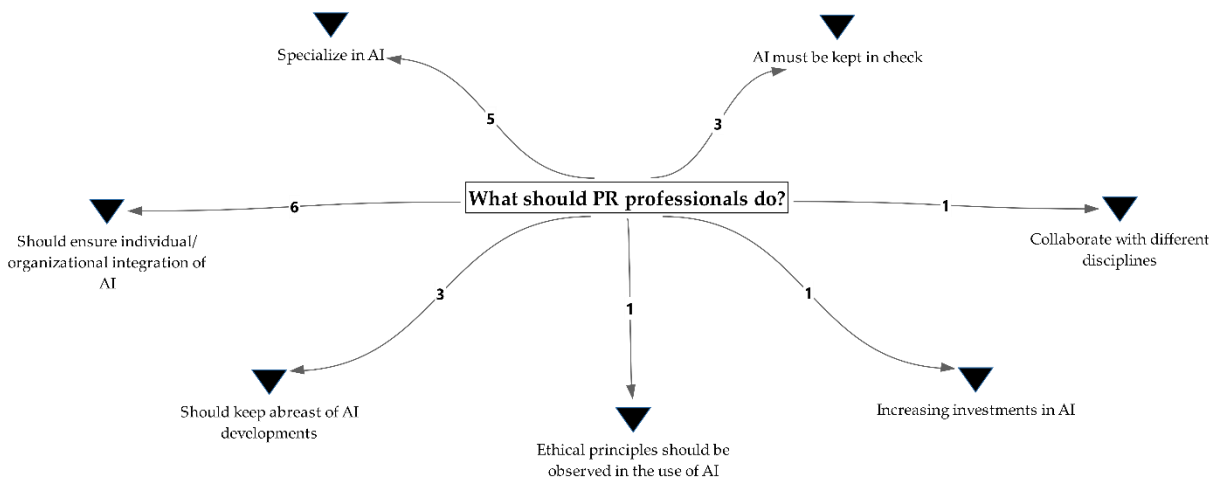 Specialize in AI
AI must be kept in check
5
3
What should PR professionals do?
6
1
Should ensure individual/
organizational integration of
AI
Collaborate with different
disciplines
3
1
1
Should keep abreast of AI
developments
Increasing investments in AI
Ethical principles should be
observed in the use of AI